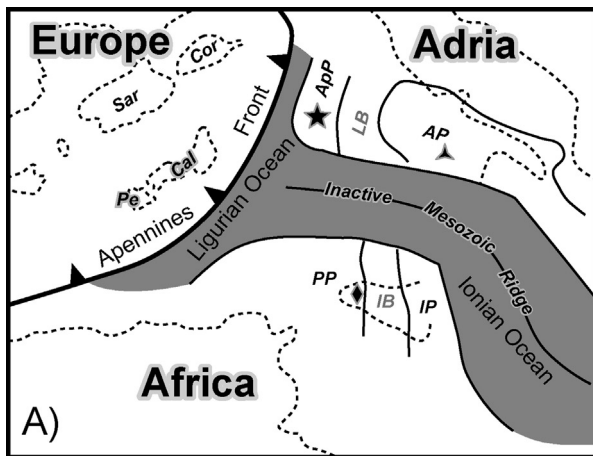 Europe
Adria
Cor
Sar
ApP
LB
AP
Front
Cal
Pe
Apennines
Ligurian Ocean
Inactive
Mesozoic
Ridge
Ionian Ocean
PP
IB
IP
Africa
A)